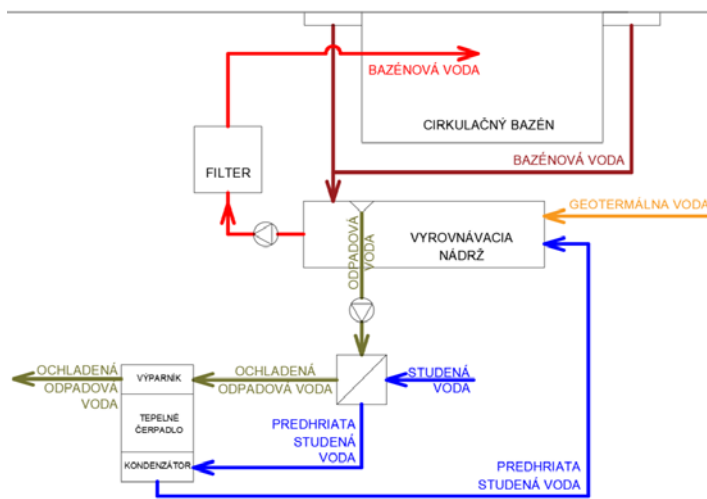 BAZÉNOVÁ VODA
CIRKULAČNÝ BAZÉN
BAZÉNOVÁ VODA
FILTER
GEOTERMÁLNA VODA
VYROVNÁVACIA
NÁDRŽ
ODPADOVÁ
VODA
OCHLADENÁ
ODPADOVÁ
VODA
VÝPARNÍK
OCHLADENÁ
ODPADOVÁ VODA
STUDENÁ
VODA
TEPELNÉ
ČERPADLO
PREDHRIATA
STUDENÁ
VODA
KONDENZÁTOR
PREDHRIATA
STUDENÁ VODA